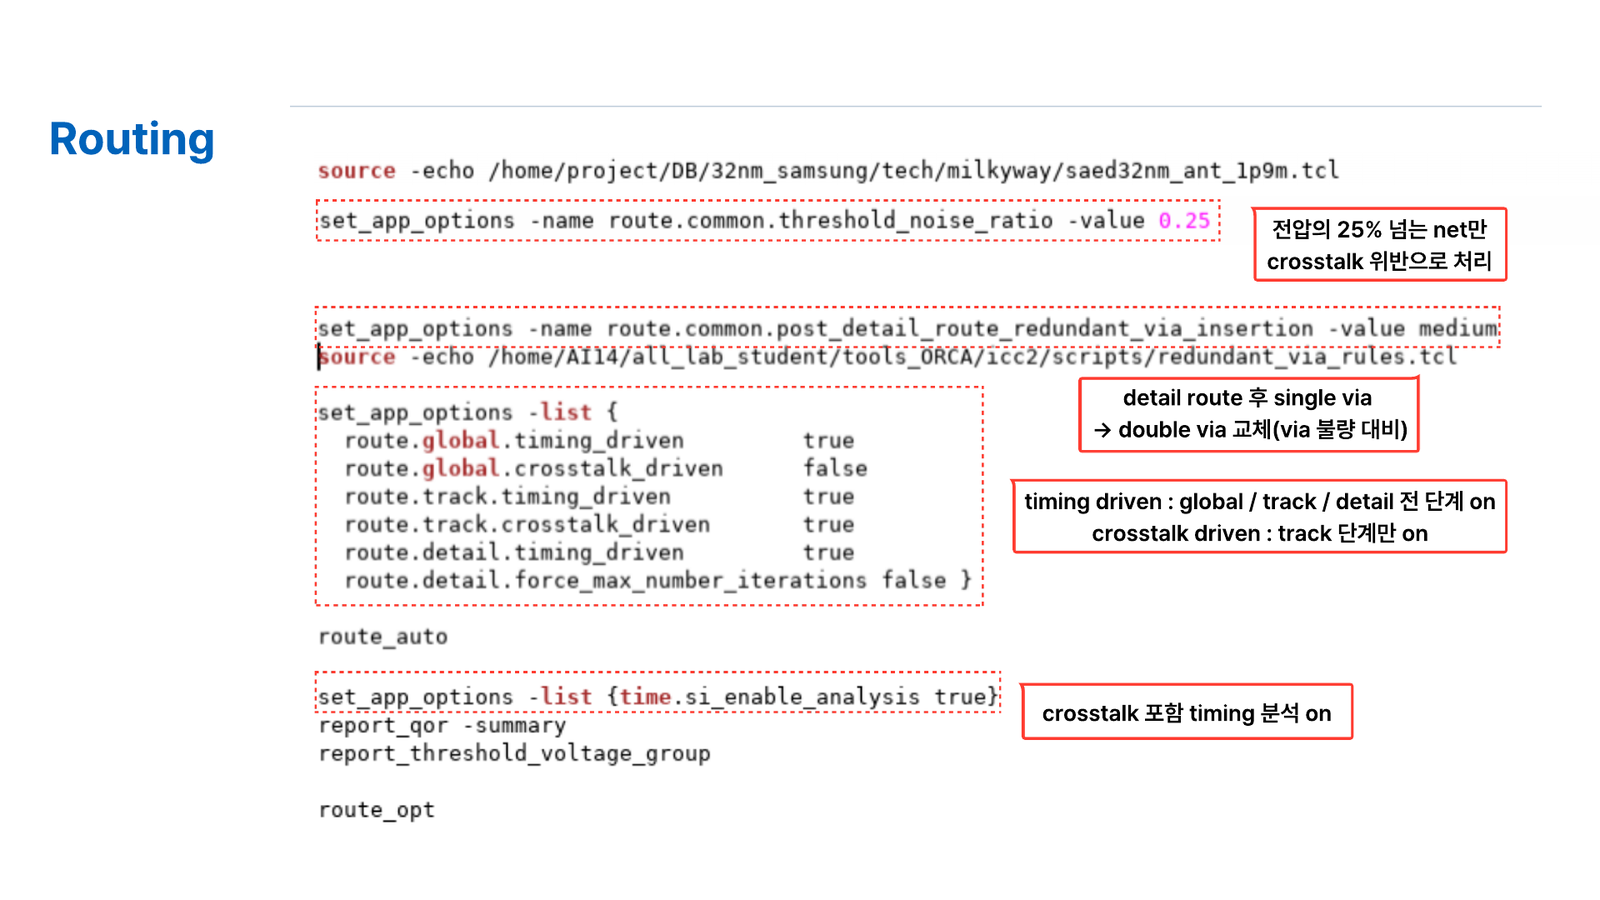 Routing
source -echo /home/project/DB/32nm_samsung/tech/milkyway/saed32nm_ant_1p9m.tcl
set_app_options -name route.common.threshold_noise_ratio -value 0.25
전압의 25% 넘는 net만
crosstalk 위반으로 처리
set_app_options -name route.common.post_detail_route_redundant_via_insertion -value medium
source -echo /home/AI14/all_lab_student/tools_ORCA/icc2/scripts/redundant_via_rules.tcl
detail route 후 single via
→ double via 교체(via 불량 대비)
set_app_options -list {
route.global.timing_driven true
route.global.crosstalk_driven false
route.track.timing_driven true
route.track.crosstalk_driven true
route.detail.timing_driven true
route.detail.force_max_number_iterations false }
timing driven : global / track / detail 전 단계 on
crosstalk driven : track 단계만 on
route_auto
set_app_options -list {time.si_enable_analysis true}
crosstalk 포함 timing 분석 on
report_qor -summary
report_threshold_voltage_group
route_opt